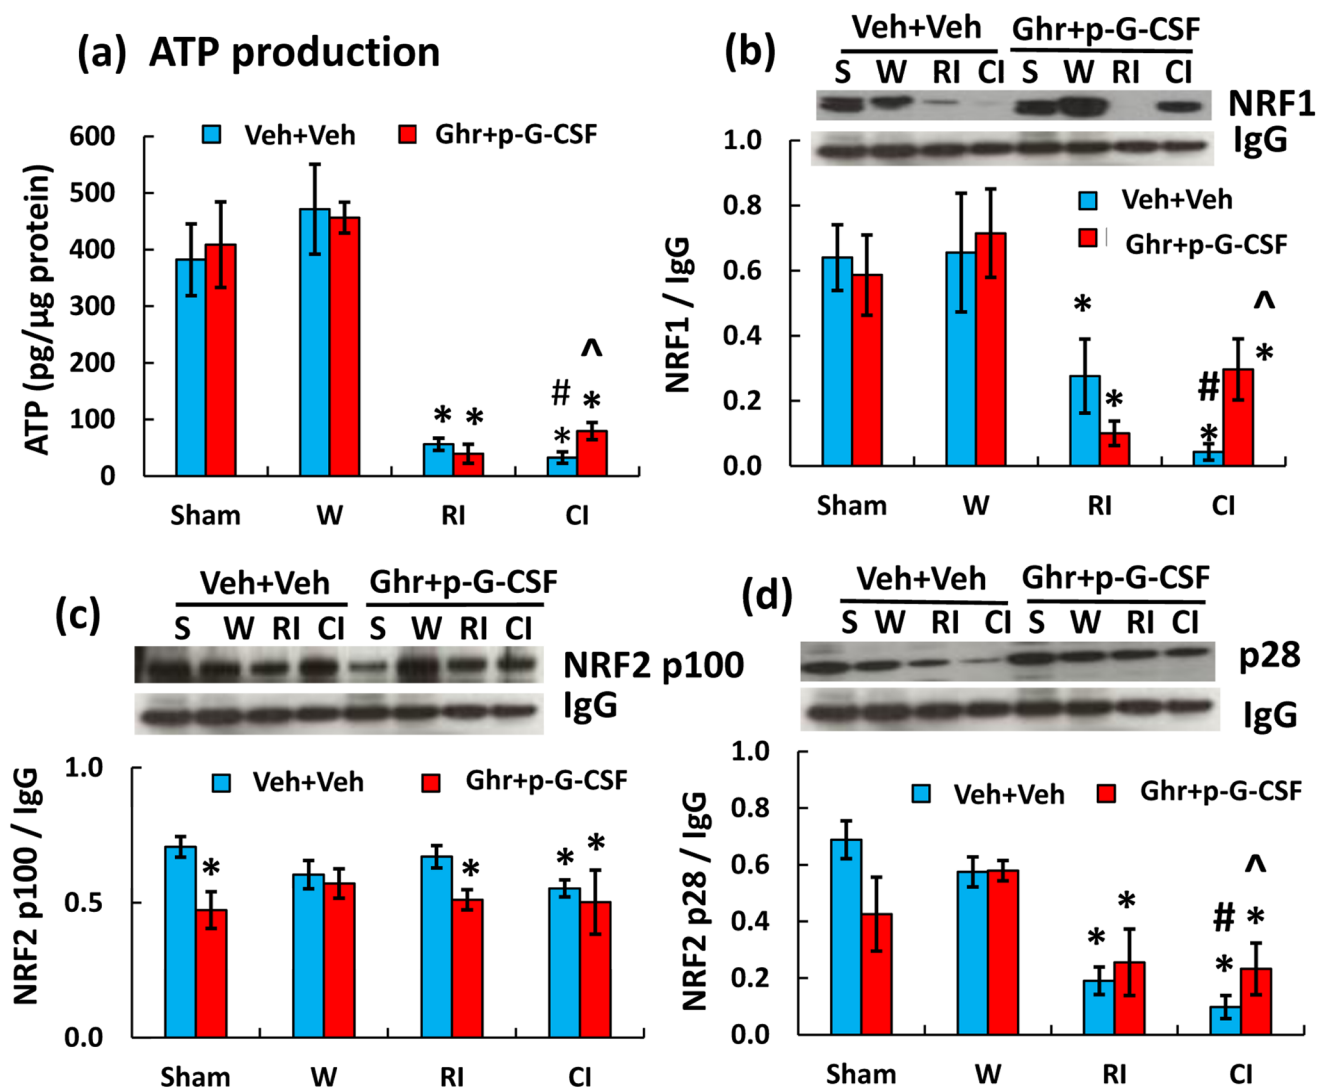 (a) ATP production
Veh+Veh Ghr+p-G-CSF
600
500
400
300
200
100
0
ATP (pg/µg protein)
^
#
* * * *
Sham W RI CI
(b)
Veh+Veh Ghr+p-G-CSF
S W RI CI S W RI CI
NRF1
IgG
1.0
0.8
0.6
0.4
0.2
0.0
NRF1 / IgG
Veh+Veh
Ghr+p-G-CSF
^
* *
#
* *
Sham W RI CI
(c)
Veh+Veh Ghr+p-G-CSF
S W RI CI S W RI CI
NRF2 p100
IgG
1.0
0.5
0.0
NRF2 p100 / IgG
Veh+Veh Ghr+p-G-CSF
* * * *
Sham W RI CI
(d)
Veh+Veh Ghr+p-G-CSF
S W RI CI S W RI CI
p28
IgG
1.0
0.8
0.6
0.4
0.2
0.0
NRF2 p28 / IgG
Veh+Veh Ghr+p-G-CSF
^
#
* * * *
Sham W RI CI